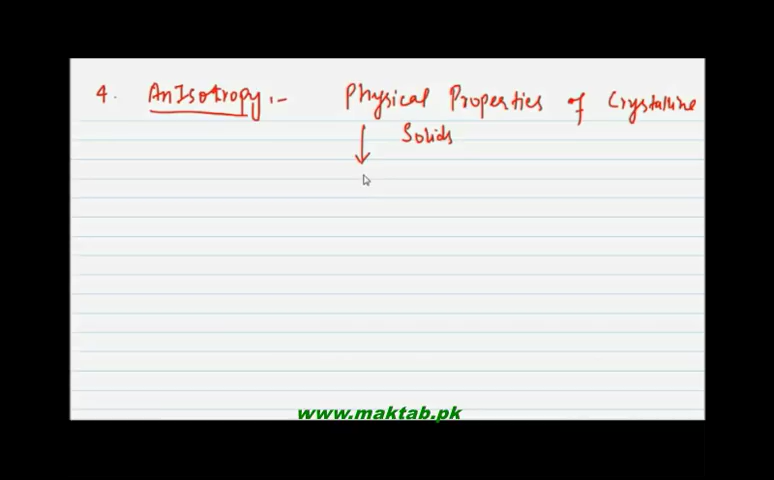 4. AnIsotropy :- Physical Properties of Crystalline
Solids
www.maktab.pk